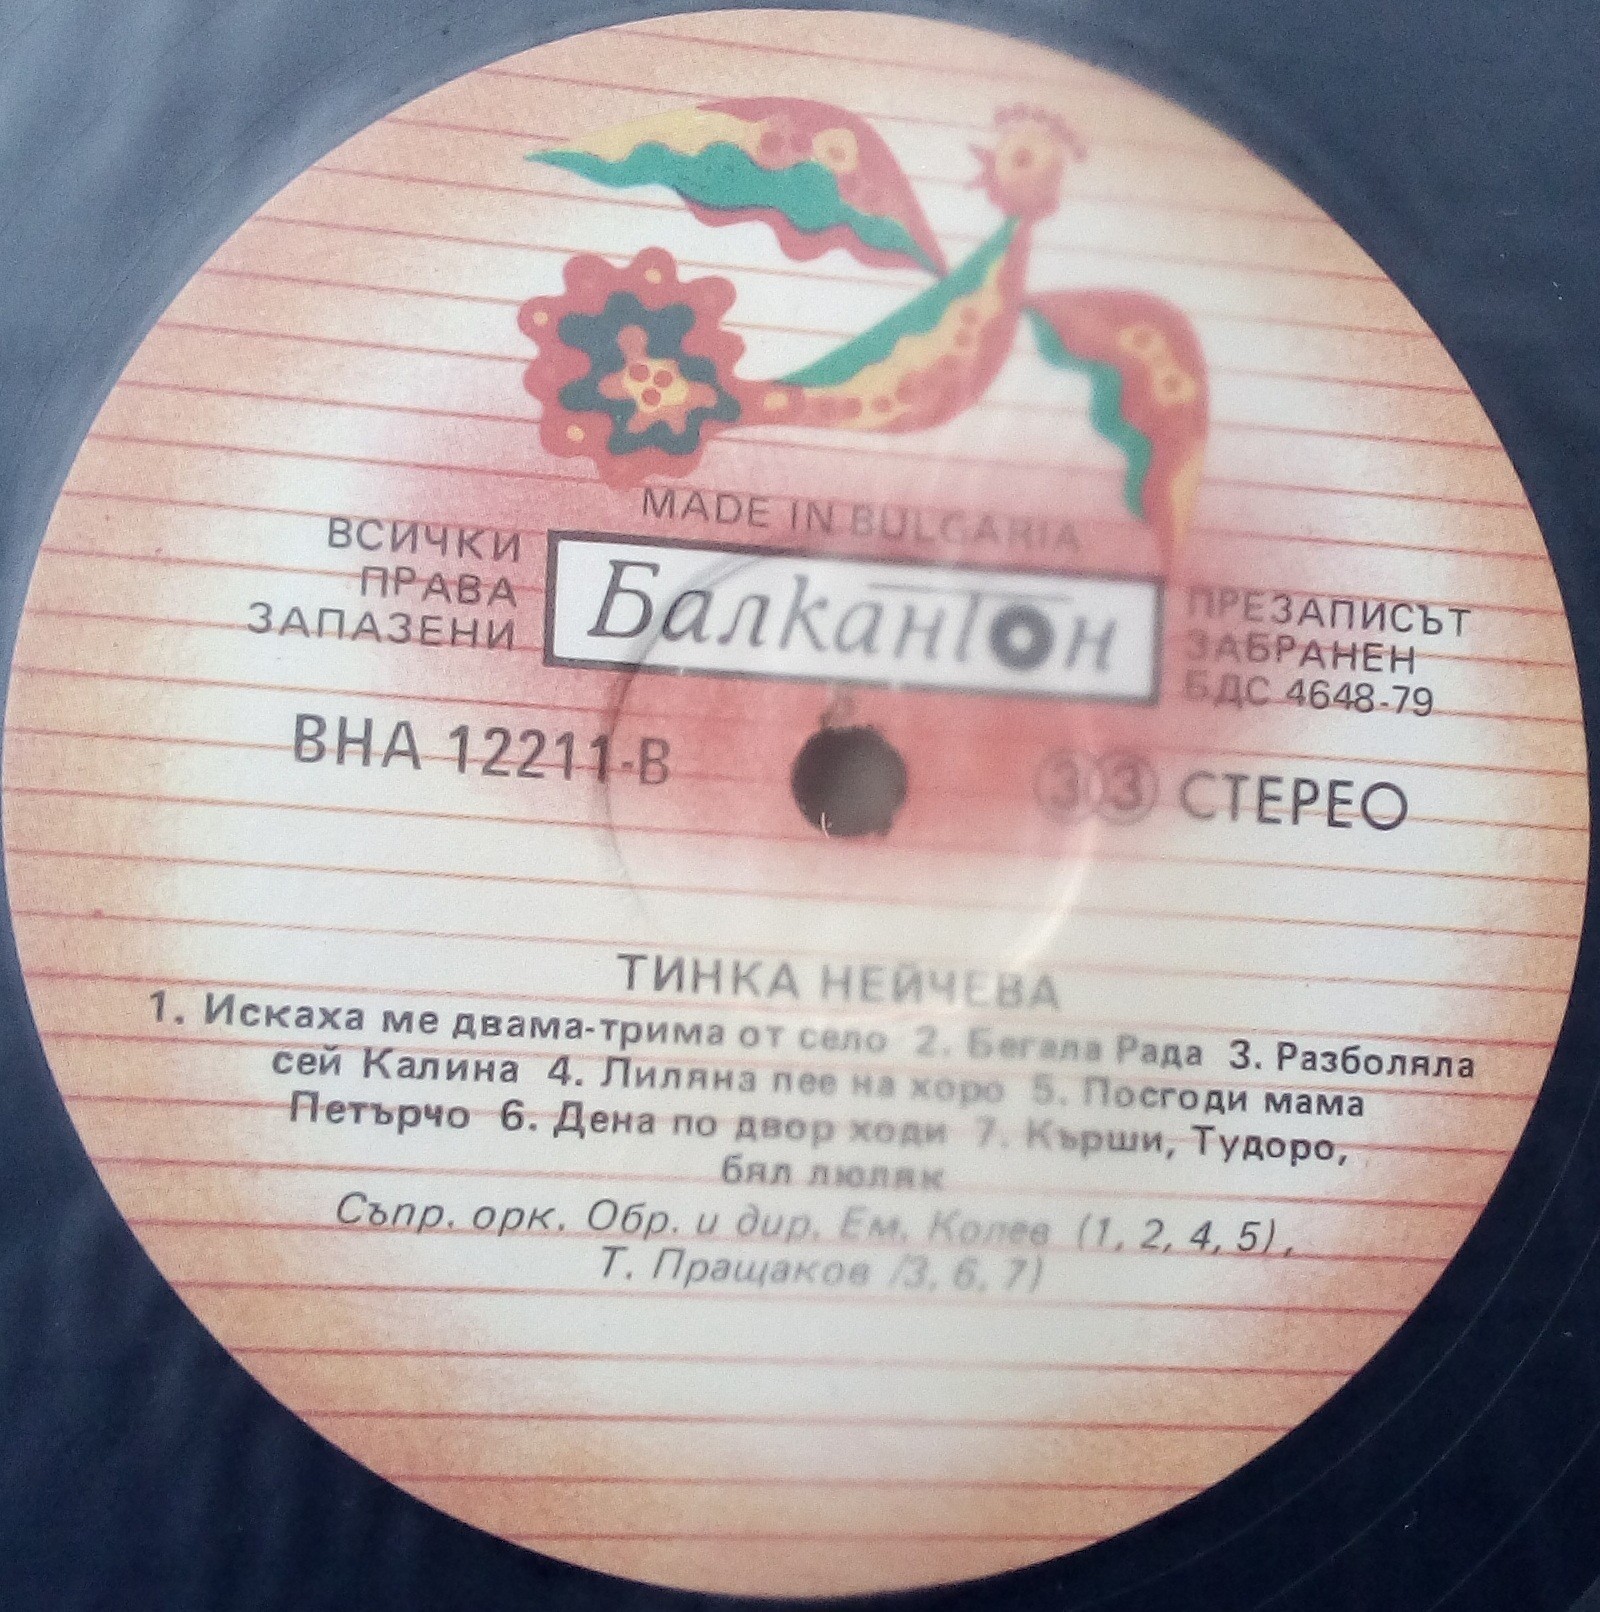 MADE IN BULGARIA
ВСИЧКИ
ПРАВА
ЗАПАЗЕНИ
Балкантон
ПРЕЗАПИСЪТ
ЗАБРАНЕН
БДС 4648-79
ВНА 12211-В
33 СТЕРЕО
ТИНКА НЕЙЧЕВА
1. Искаха ме двама-трима от село 2. Бегала Рада 3. Разболяла
сей Калина 4. Лиляна пее на хоро 5. Посгоди мама
Петърчо 6. Дена по двор ходи 7. Кърши, Тудоро,
бял люляк
Съпр. орк. Обр. и дир. Ем. Колев (1, 2, 4, 5),
Т. Пращаков /3, 6, 7)